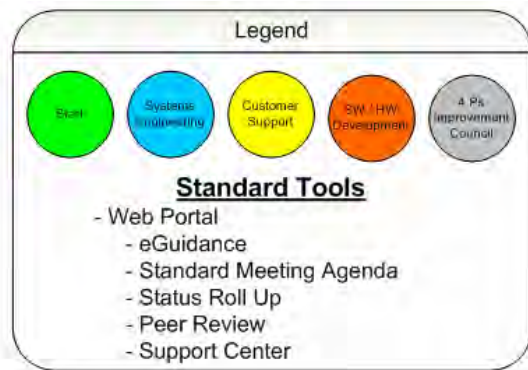 Legend
Systems
Engineering
Customer
Support
SW / HW
Development
4 Ps
Improvement
Council
Standard Tools
- Web Portal
- eGuidance
- Standard Meeting Agenda
- Status Roll Up
- Peer Review
- Support Center